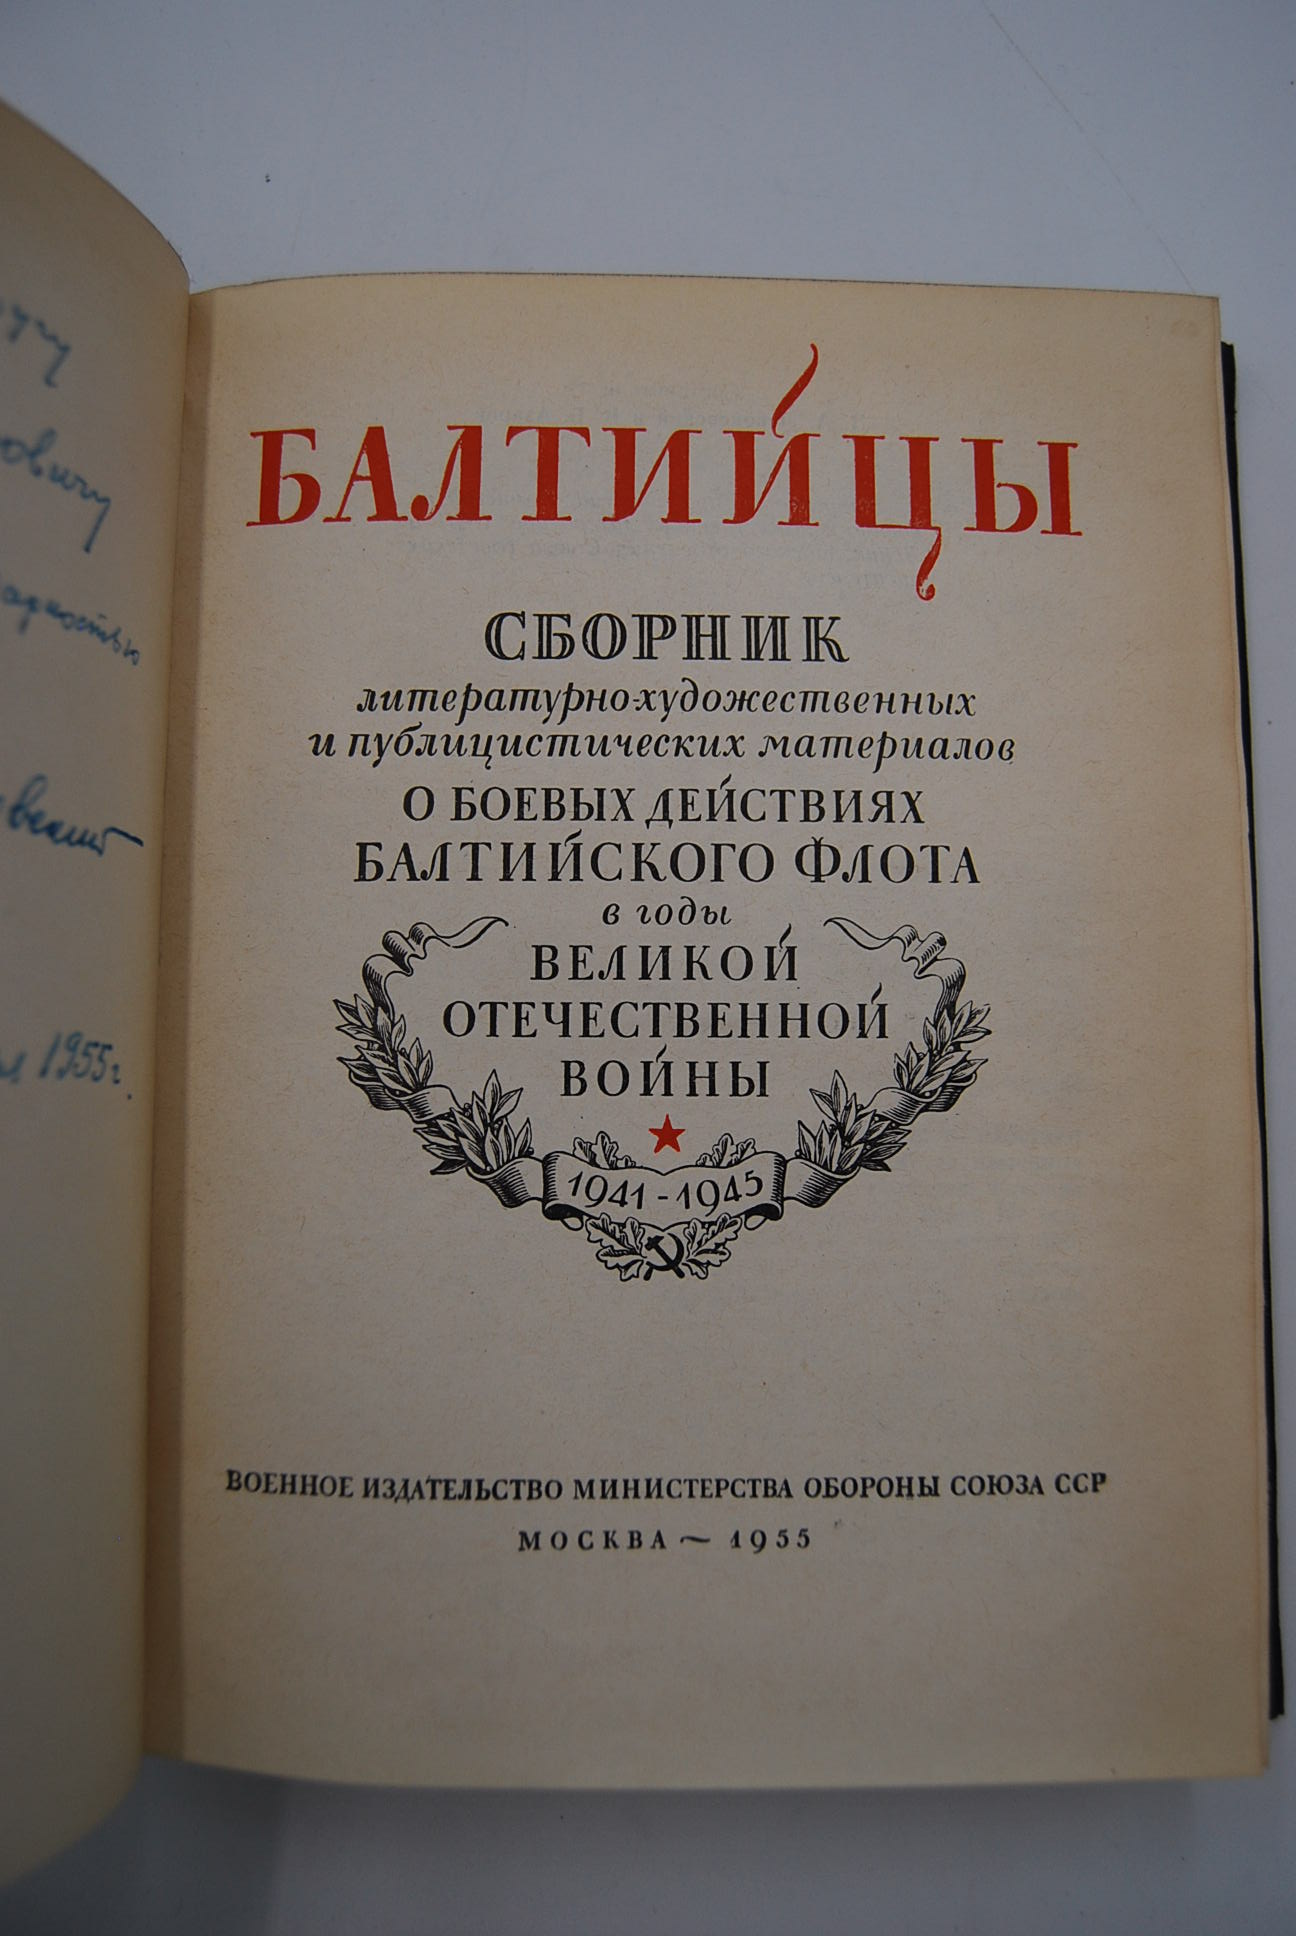 1955г.
БАЛТИЙЦЫ
СБОРНИК
литературно-художественных
и публицистических материалов
О БОЕВЫХ ДЕЙСТВИЯХ
БАЛТИЙСКОГО ФЛОТА
в годы
ВЕЛИКОЙ
ОТЕЧЕСТВЕННОЙ
ВОЙНЫ
1941-1945
ВОЕННОЕ ИЗДАТЕЛЬСТВО МИНИСТЕРСТВА ОБОРОНЫ СОЮЗА ССР
МОСКВА — 1955